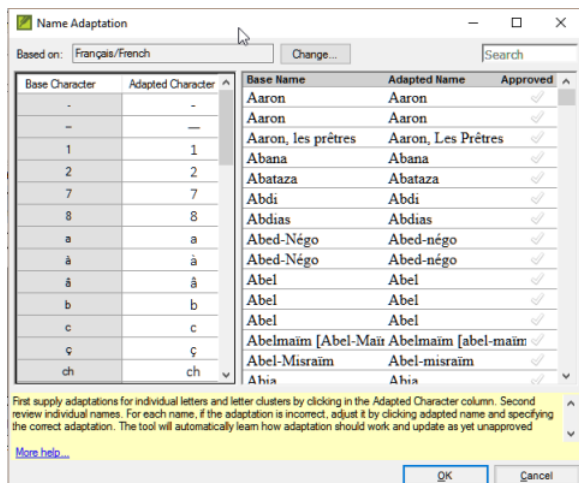 Name Adaptation
Based on: Français/French Change... Search
Base Character Adapted Character
- -
– —
1 1
2 2
7 7
8 8
a a
à à
â â
b b
c c
ç ç
ch ch
Base Name Adapted Name Approved
Aaron Aaron
Aaron Aaron
Aaron, les prêtres Aaron, Les Prêtres
Abana Abana
Abataza Abataza
Abdi Abdi
Abdias Abdias
Abed-Négo Abed-négo
Abed-Négo Abed-négo
Abel Abel
Abel Abel
Abel Abel
Abelmaïm [Abel-Maïm Abelmaïm [abel-maïm
Abel-Misraïm Abel-misraïm
Abia Abia
First supply adaptations for individual letters and letter clusters by clicking in the Adapted Character column. Second
review individual names. For each name, if the adaptation is incorrect, adjust it by clicking adapted name and specifying
the correct adaptation. The tool will automatically learn how adaptation should work and update as yet unapproved
More help...
OK Cancel